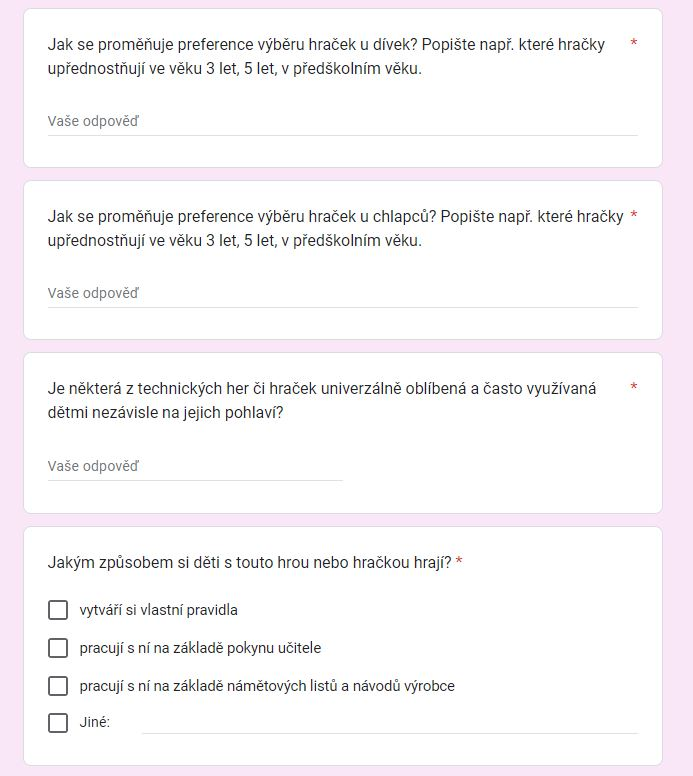 Jak se proměňuje preference výběru hraček u dívek? Popište např. které hračky *
upřednostňují ve věku 3 let, 5 let, v předškolním věku.
Vaše odpověď
Jak se proměňuje preference výběru hraček u chlapců? Popište např. které hračky *
upřednostňují ve věku 3 let, 5 let, v předškolním věku.
Vaše odpověď
Je některá z technických her či hraček univerzálně oblíbená a často využívaná *
dětmi nezávisle na jejich pohlaví?
Vaše odpověď
Jakým způsobem si děti s touto hrou nebo hračkou hrají? *
vytváří si vlastní pravidla
pracují s ní na základě pokynu učitele
pracují s ní na základě námětových listů a návodů výrobce
Jiné: